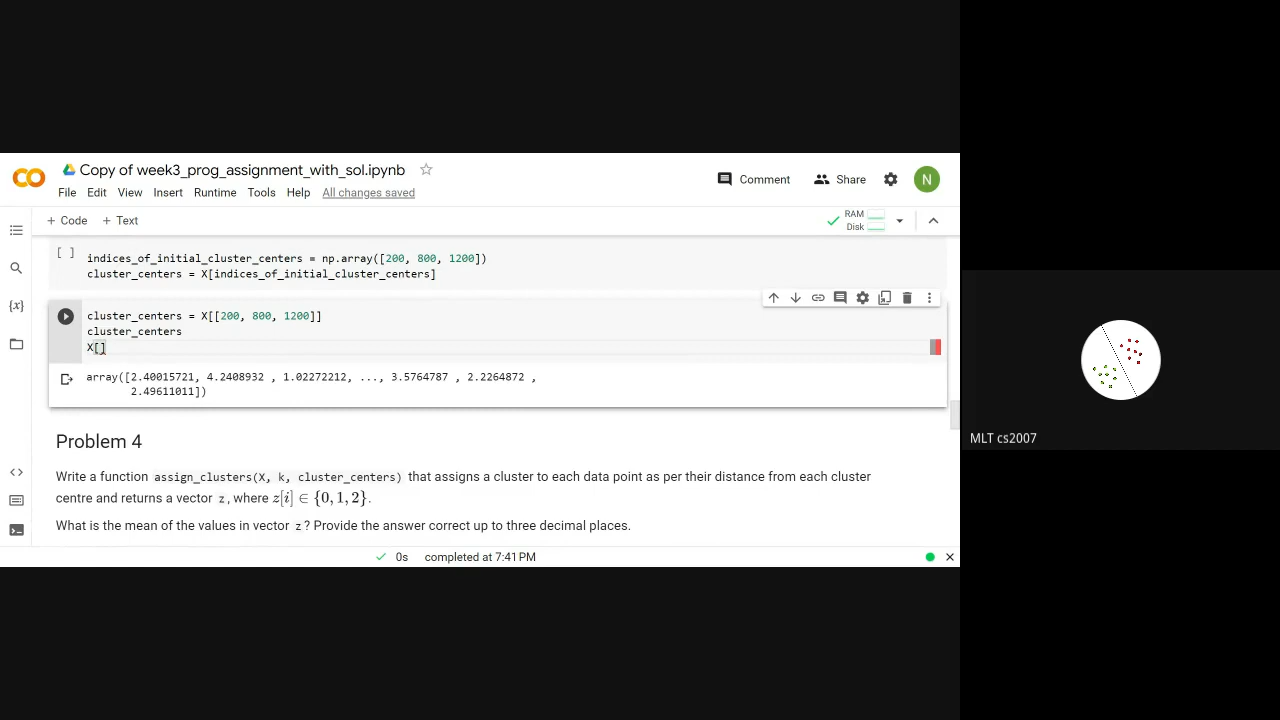 Copy of week3_prog_assignment_with_sol.ipynb
File Edit View Insert Runtime Tools Help All changes saved
Comment Share N
+ Code + Text
RAM
Disk
[ ] indices_of_initial_cluster_centers = np.array([200, 800, 1200])
cluster_centers = X[indices_of_initial_cluster_centers]
cluster_centers = X[[200, 800, 1200]]
cluster_centers
X[]
array([2.40015721, 4.2408932 , 1.02272212, ..., 3.5764787 , 2.2264872 ,
2.49611011])
Problem 4
Write a function assign_clusters(X, k, cluster_centers) that assigns a cluster to each data point as per their distance from each cluster
centre and returns a vector z, where z[i] ∈ {0, 1, 2}.
What is the mean of the values in vector z? Provide the answer correct up to three decimal places.
0s completed at 7:41 PM
MLT cs2007